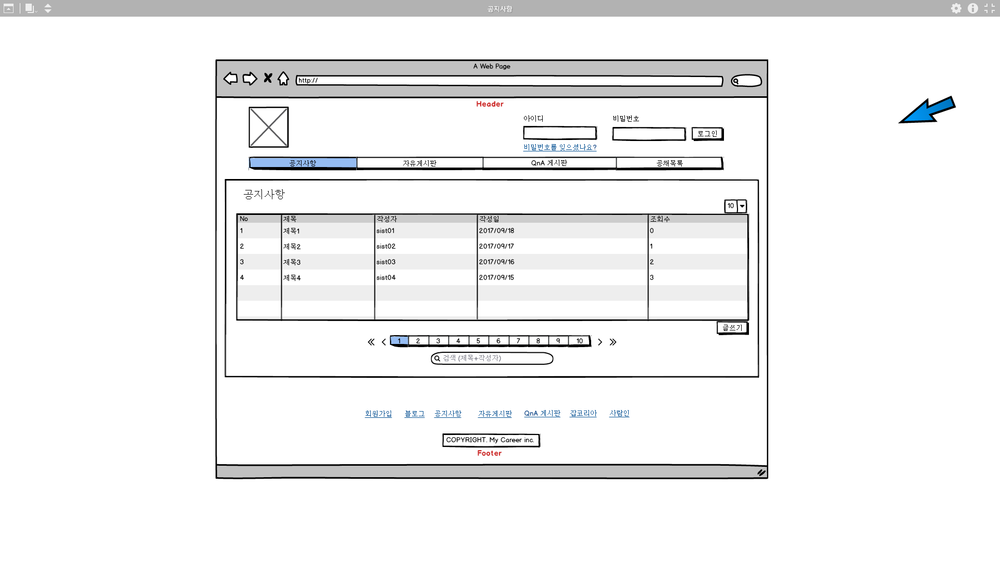 공지사항
A Web Page
http://
Header
아이디 비밀번호
로그인
비밀번호를 잊으셨나요?
공지사항 자유게시판 QnA 게시판 공채목록
공지사항
10
No 제목 작성자 작성일 조회수
1 제목1 sist01 2017/09/18 0
2 제목2 sist02 2017/09/17 1
3 제목3 sist03 2017/09/16 2
4 제목4 sist04 2017/09/15 3
글쓰기
1 2 3 4 5 6 7 8 9 10
검색 (제목+작성자)
회원가입 블로그 공지사항 자유게시판 QnA 게시판 잡코리아 사람인
COPYRIGHT. My Career inc.
Footer